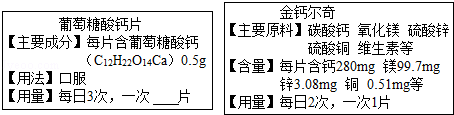 葡萄糖酸钙片
【主要成分】每片含葡萄糖酸钙
（C12H22O14Ca）0.5g
【用法】口服
【用量】每日3次，一次 ____片
金钙尔奇
【主要原料】碳酸钙 氧化镁 硫酸锌
硫酸铜 维生素等
【含量】每片含钙280mg 镁99.7mg
锌3.08mg 铜 0.51mg等
【用量】每日2次，一次1片